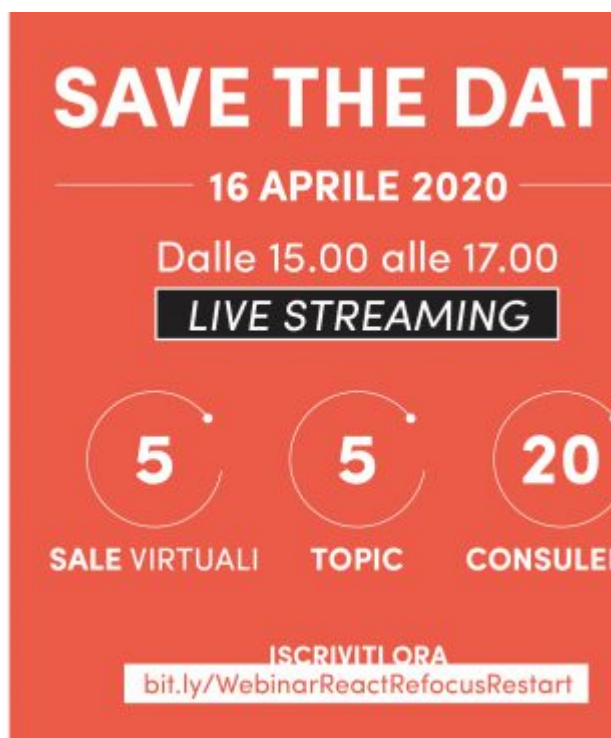 SAVE THE DAT
16 APRILE 2020
Dalle 15.00 alle 17.00
LIVE STREAMING
5 5 20
SALE VIRTUALI TOPIC CONSULE
ISCRIVITI ORA
bit.ly/WebinarReactRefocusRestart